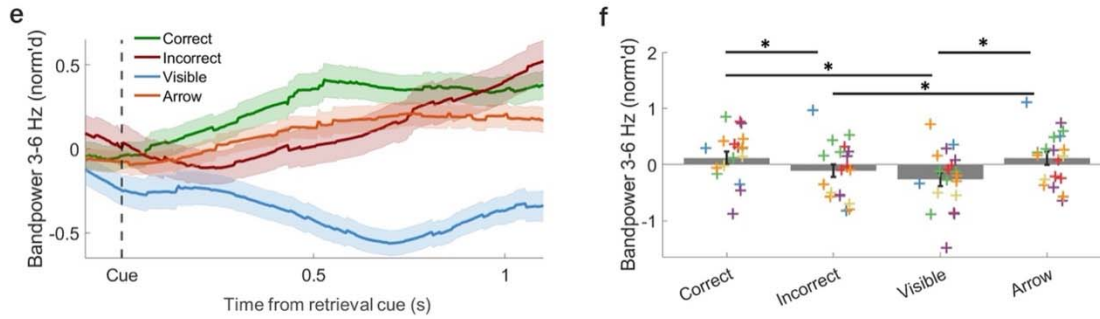 e
Bandpower 3-6 Hz (norm'd)
0.5
0
-0.5
Correct
Incorrect
Visible
Arrow
Cue
0.5
1
Time from retrieval cue (s)
f
Bandpower 3-6 Hz (norm'd)
2
1
0
-1
*
*
*
*
Correct
Incorrect
Visible
Arrow